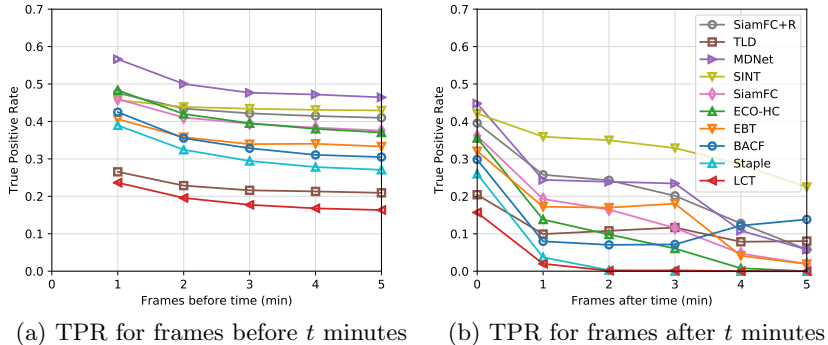 0.7
0.6
0.5
0.4
0.3
0.2
0.1
0.0
True Positive Rate
0 1 2 3 4 5
Frames before time (min)
(a) TPR for frames before t minutes
0.7
0.6
0.5
0.4
0.3
0.2
0.1
0.0
True Positive Rate
SiamFC+R
TLD
MDNet
SINT
SiamFC
ECO-HC
EBT
BACF
Staple
LCT
0 1 2 3 4 5
Frames after time (min)
(b) TPR for frames after t minutes